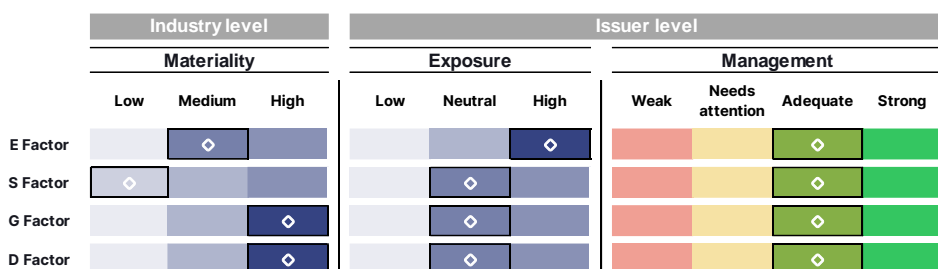 Industry level Issuer level
Materiality Exposure Management
Low Medium High Low Neutral High Weak Needs attention Adequate Strong
E Factor
S Factor
G Factor
D Factor